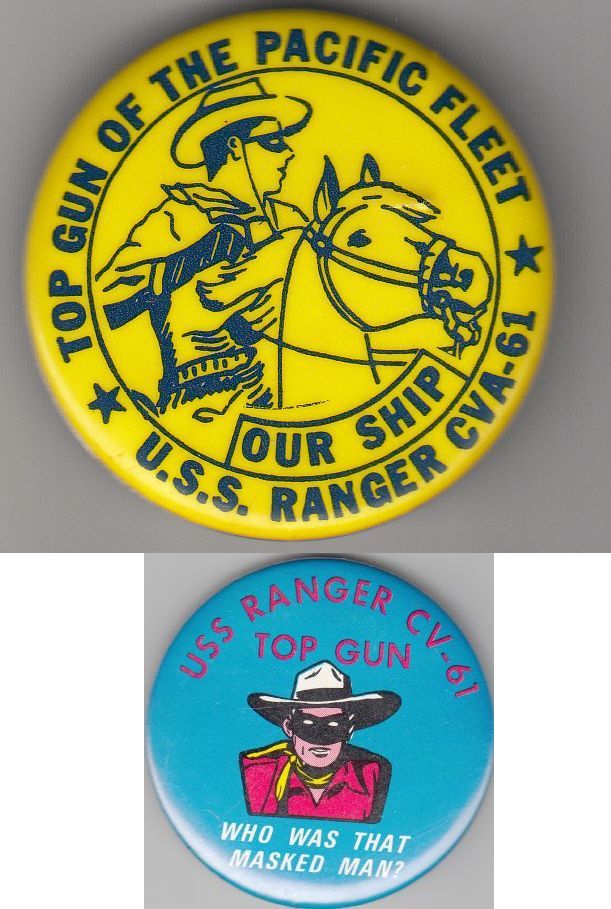 TOP GUN OF THE PACIFIC FLEET
OUR SHIP
U.S.S. RANGER CVA-61
USS RANGER CV-61
TOP GUN
WHO WAS THAT
MASKED MAN?